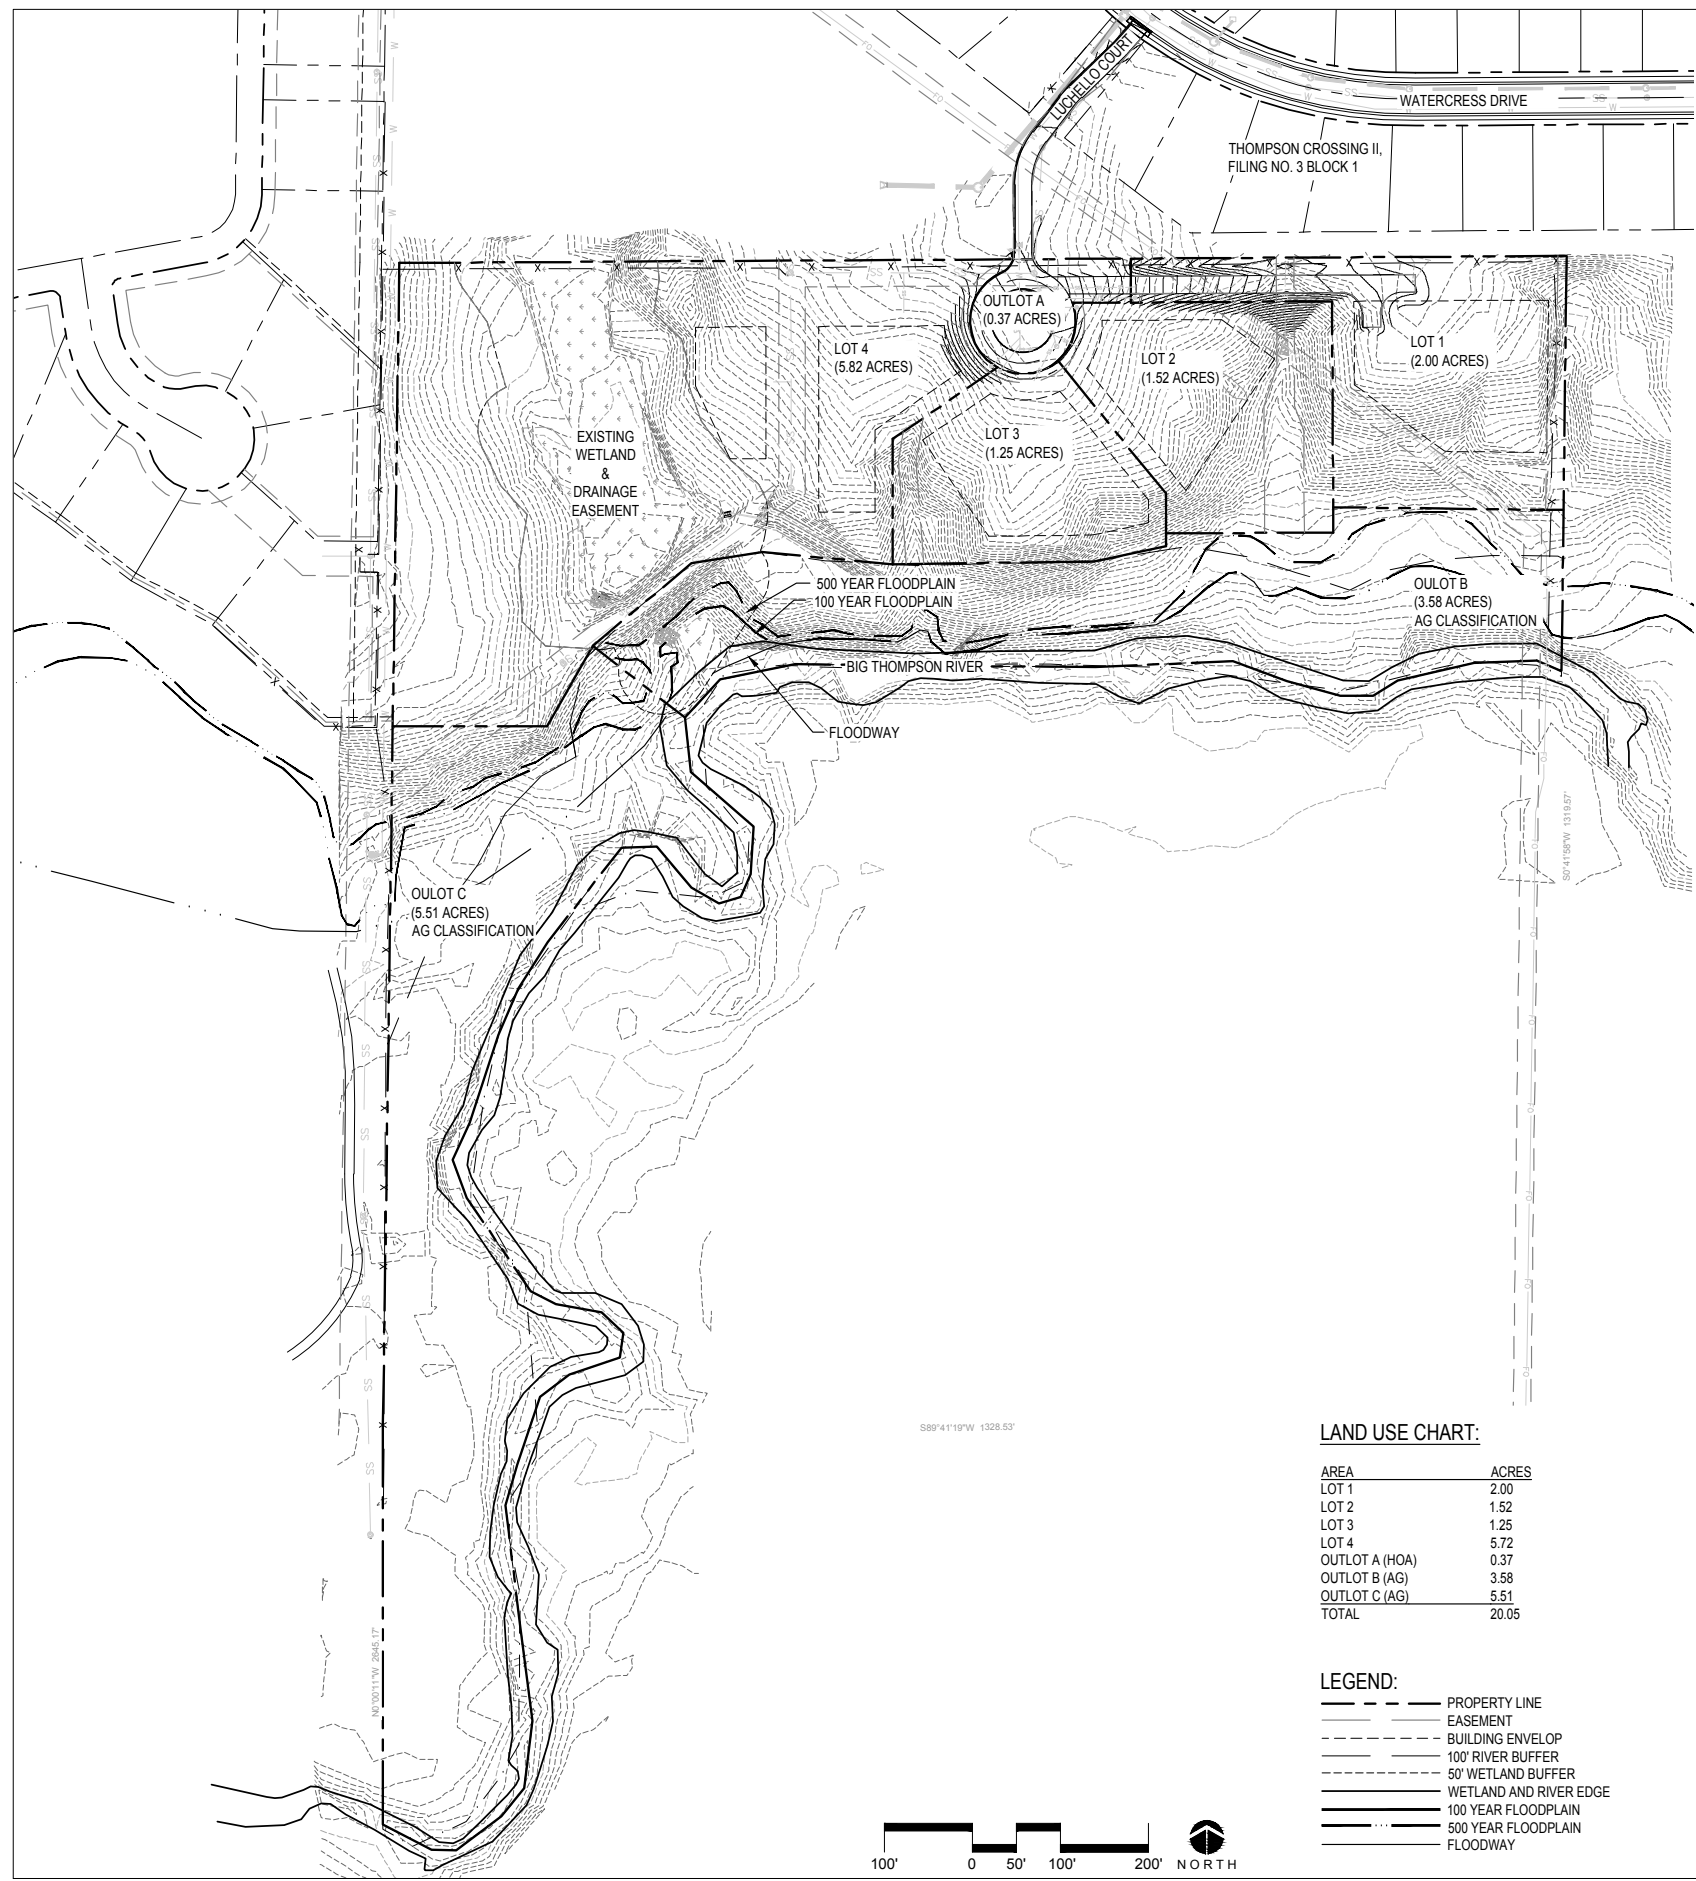 LUCHELLO COURT
WATERCRESS DRIVE
THOMPSON CROSSING II,
FILING NO. 3 BLOCK 1
OUTLOT A
(0.37 ACRES)
LOT 4
(5.82 ACRES)
LOT 2
(1.52 ACRES)
LOT 1
(2.00 ACRES)
LOT 3
(1.25 ACRES)
EXISTING
WETLAND
&
DRAINAGE
EASEMENT
500 YEAR FLOODPLAIN
100 YEAR FLOODPLAIN
OULOT B
(3.58 ACRES)
AG CLASSIFICATION
BIG THOMPSON RIVER
FLOODWAY
S0°41'58"W 1319.57'
OULOT C
(5.51 ACRES)
AG CLASSIFICATION
S89°41'19"W 1328.53'
N0°00'11"W 2645.17'
LAND USE CHART:
AREA ACRES
LOT 1 2.00
LOT 2 1.52
LOT 3 1.25
LOT 4 5.72
OUTLOT A (HOA) 0.37
OUTLOT B (AG) 3.58
OUTLOT C (AG) 5.51
TOTAL 20.05
LEGEND:
PROPERTY LINE
EASEMENT
BUILDING ENVELOP
100' RIVER BUFFER
50' WETLAND BUFFER
WETLAND AND RIVER EDGE
100 YEAR FLOODPLAIN
500 YEAR FLOODPLAIN
FLOODWAY
100' 0 50' 100' 200'
NORTH